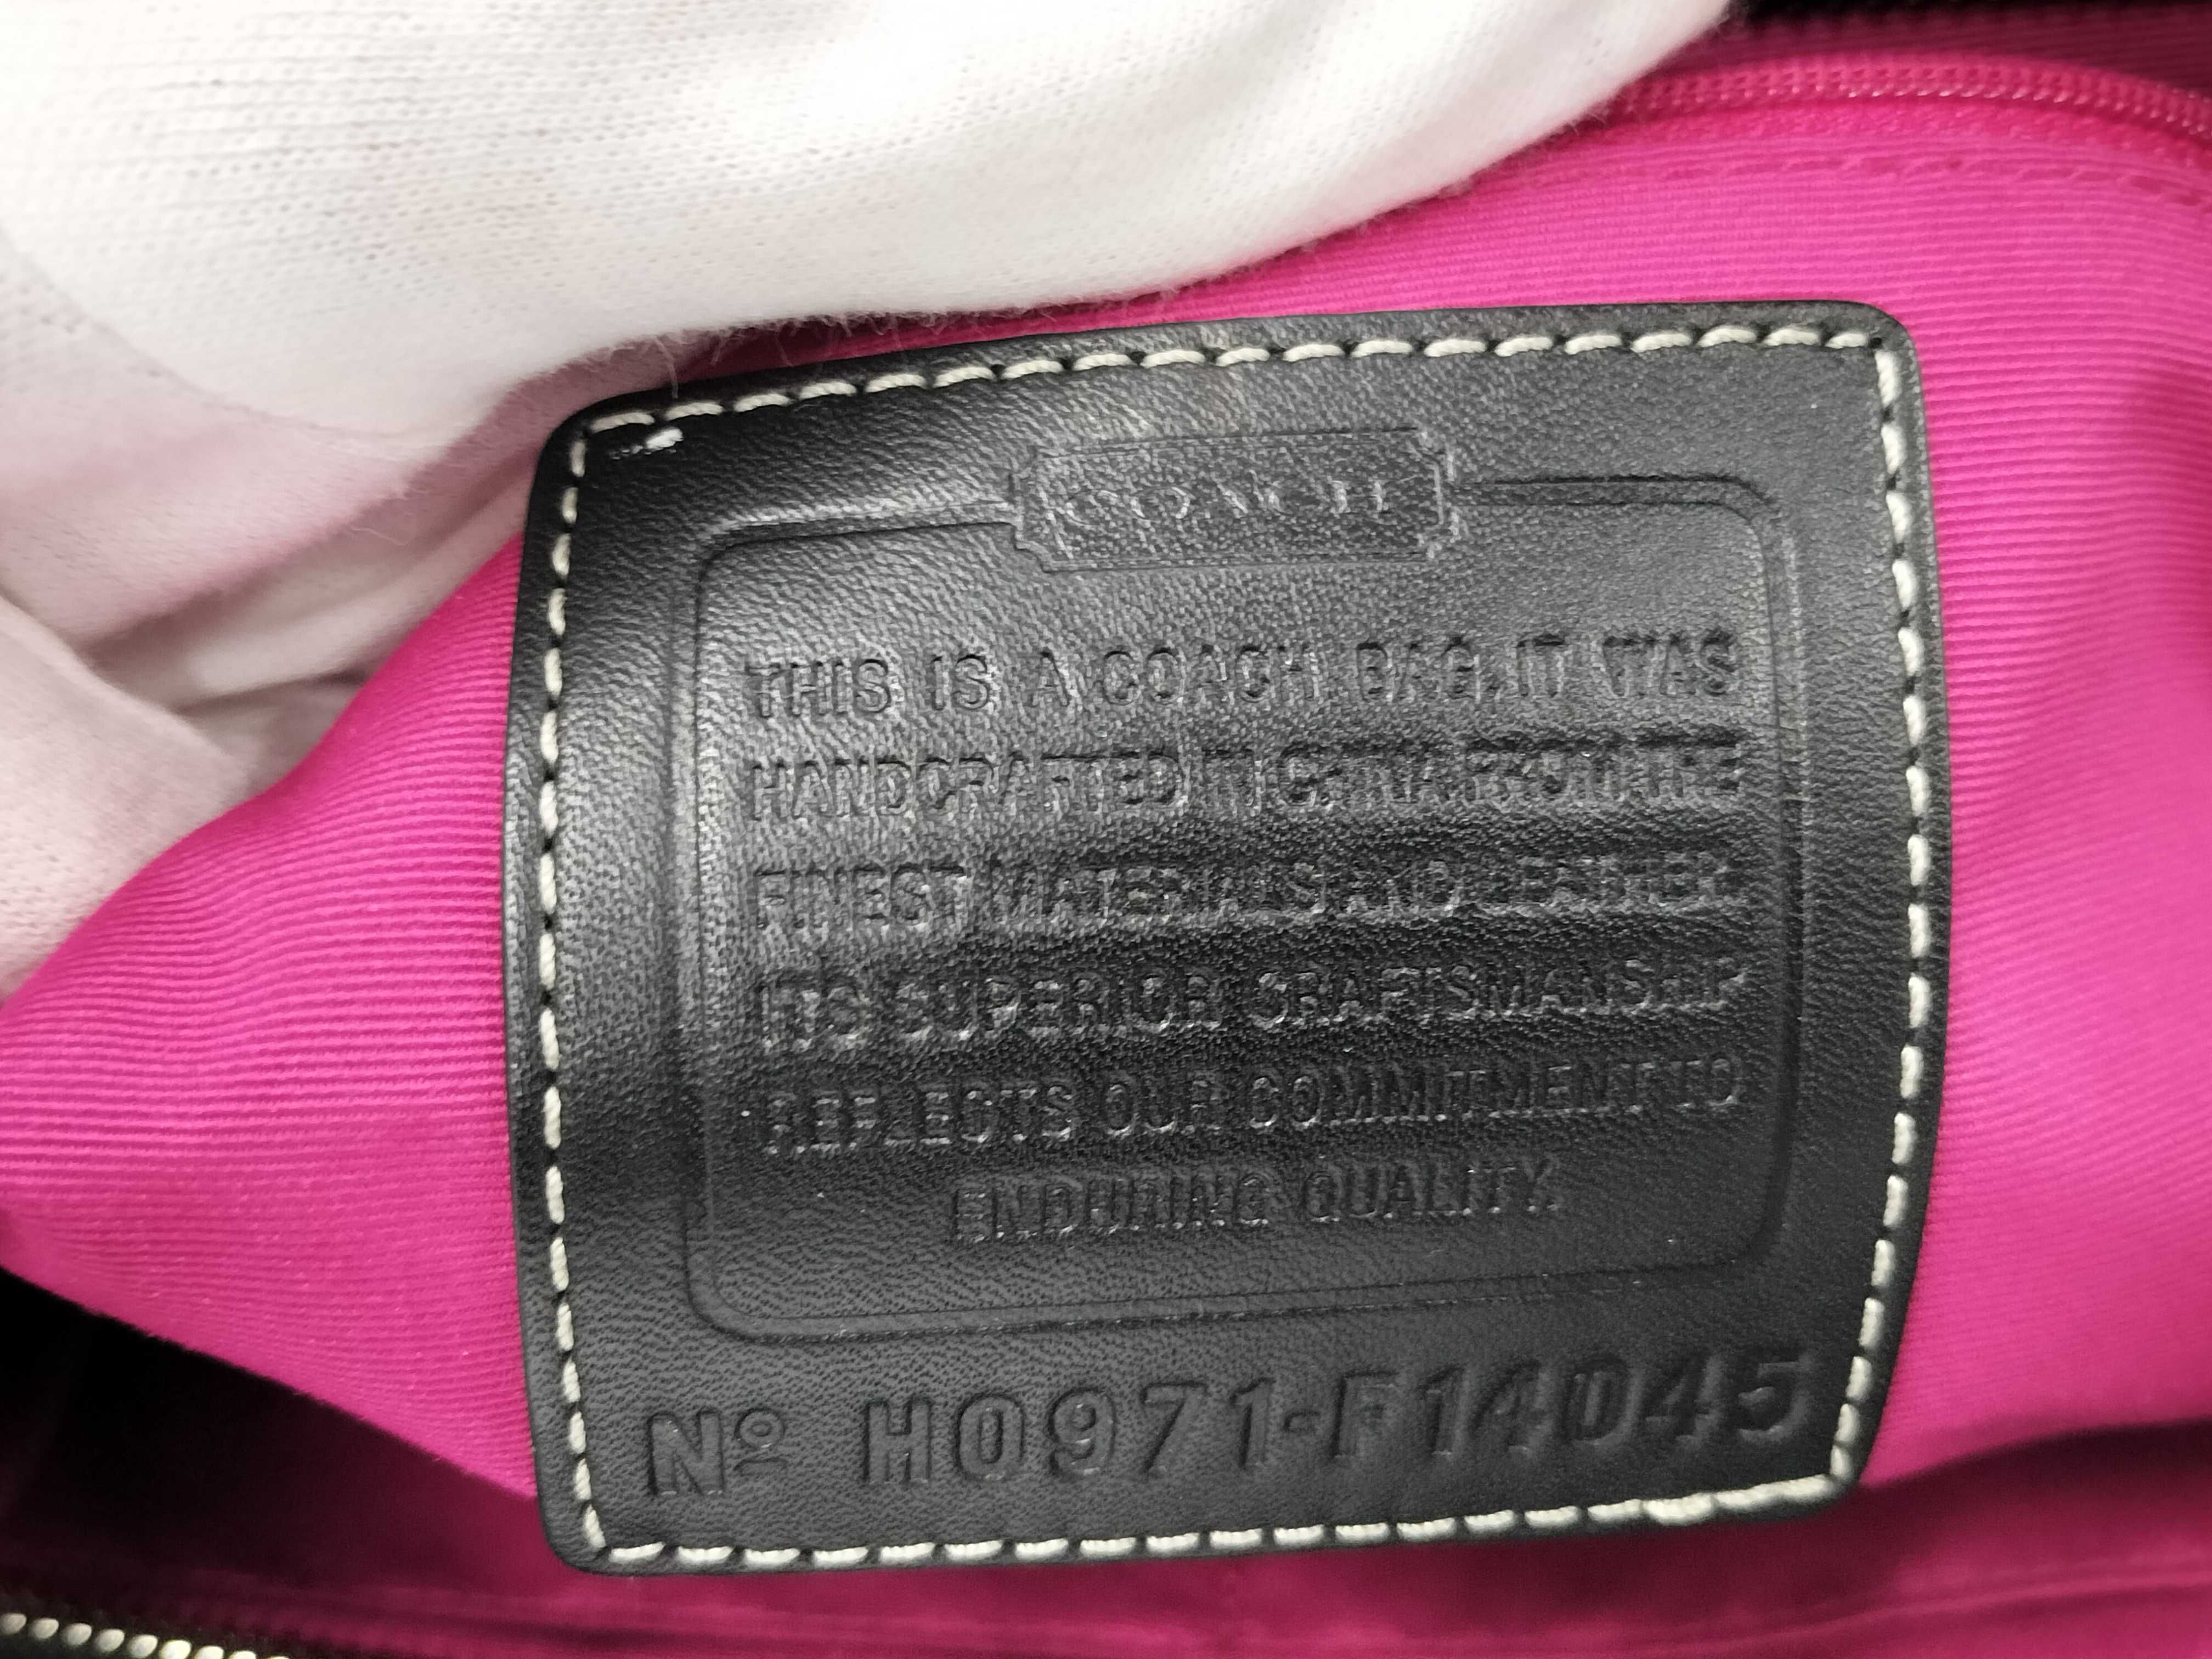 COACH
THIS IS A COACH BAG. IT WAS
HANDCRAFTED IN CHINA FROM THE
FINEST MATERIALS AND LEATHER.
ITS SUPERIOR CRAFTSMANSHIP
REFLECTS OUR COMMITMENT TO
ENDURING QUALITY.
Nº H0971-F14045